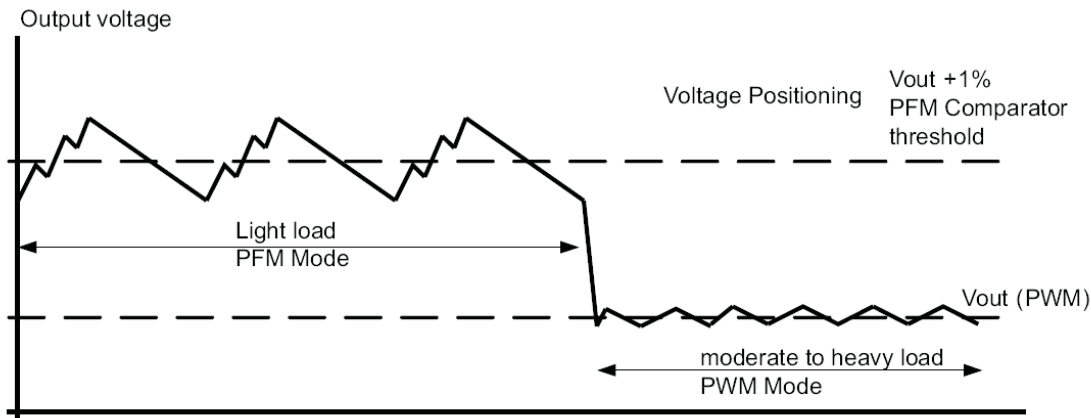 Output voltage
Voltage Positioning
Vout +1%
PFM Comparator
threshold
Light load
PFM Mode
Vout (PWM)
moderate to heavy load
PWM Mode